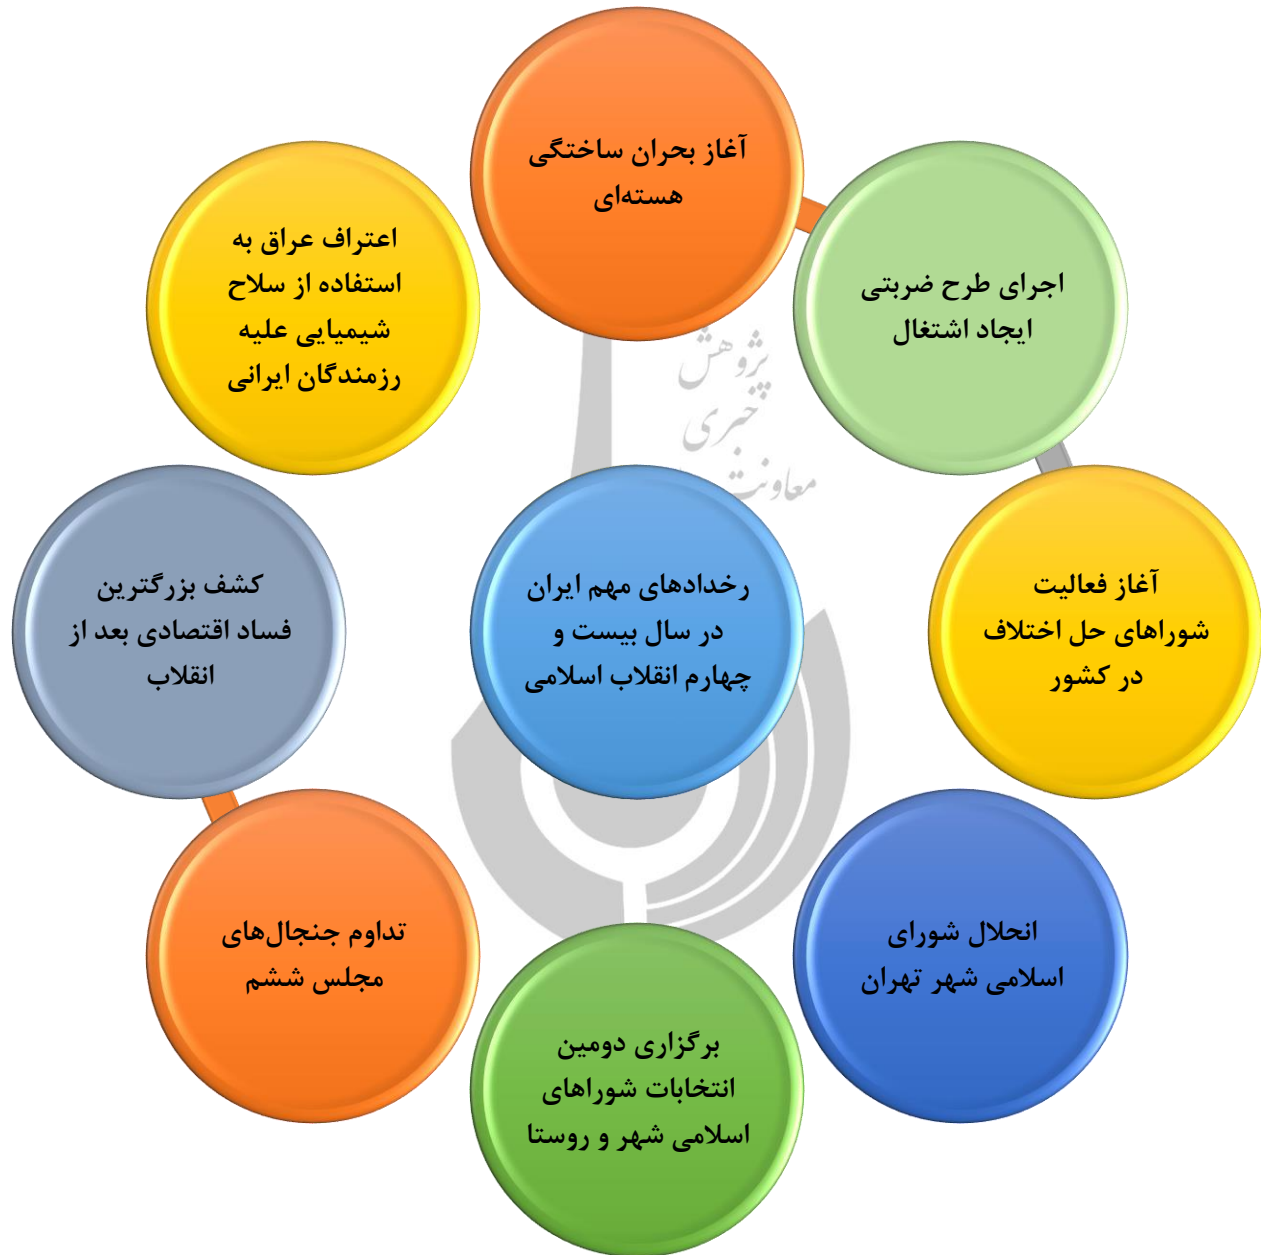 آغاز بحران ساختگی
هسته‌ای
اجرای طرح ضربتی
ایجاد اشتغال
آغاز فعالیت
شوراهای حل اختلاف
در کشور
انحلال شورای
اسلامی شهر تهران
برگزاری دومین
انتخابات شوراهای
اسلامی شهر و روستا
تداوم جنجال‌های
مجلس ششم
کشف بزرگترین
فساد اقتصادی بعد از
انقلاب
اعتراف عراق به
استفاده از سلاح
شیمیایی علیه
رزمندگان ایرانی
رخدادهای مهم ایران
در سال بیست و
چهارم انقلاب اسلامی
پژوهش
خبری
معاونت